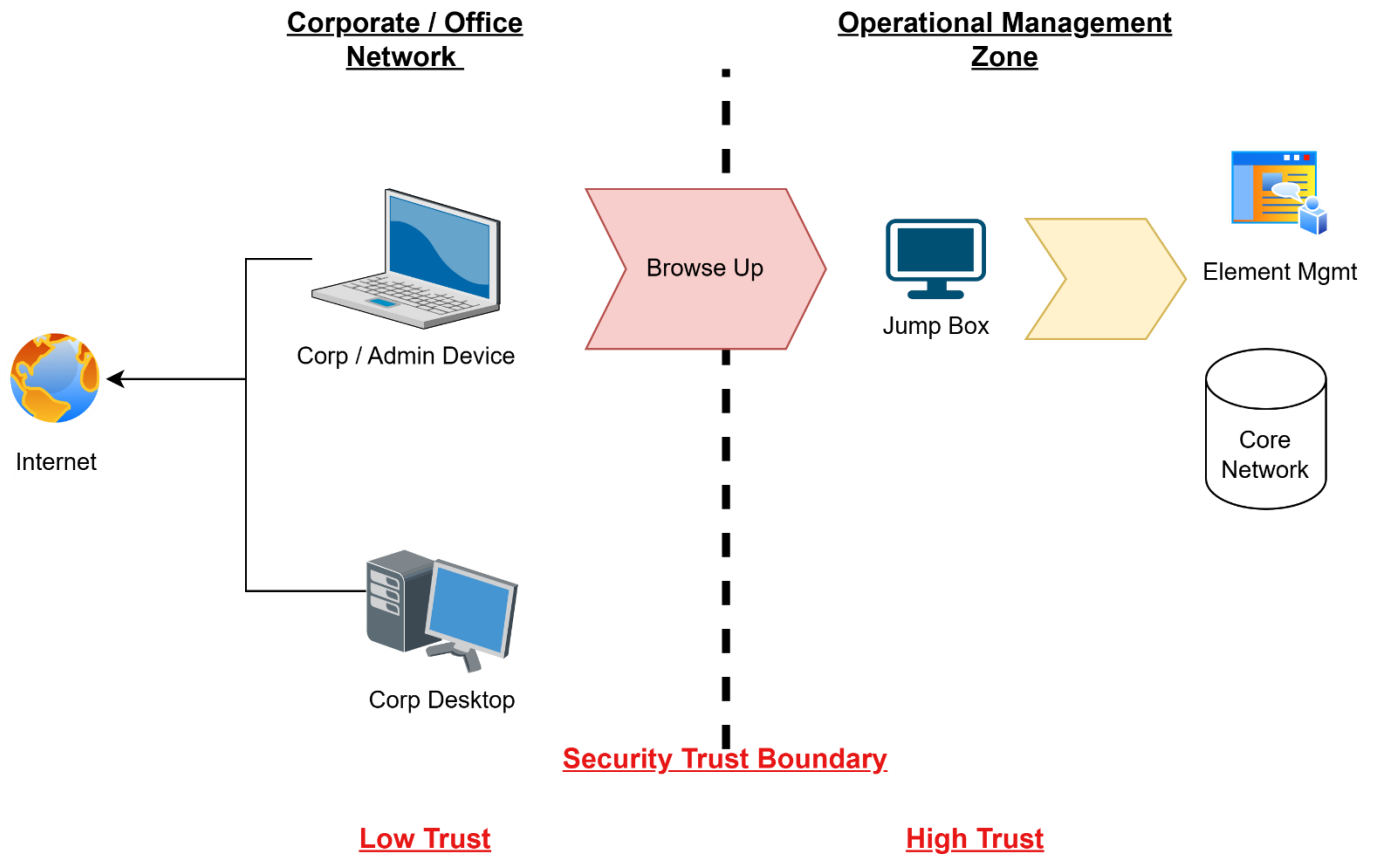 Corporate / Office
Network
Operational Management
Zone
Browse Up
Jump Box
Element Mgmt
Corp / Admin Device
Internet
Core
Network
Corp Desktop
Security Trust Boundary
Low Trust
High Trust